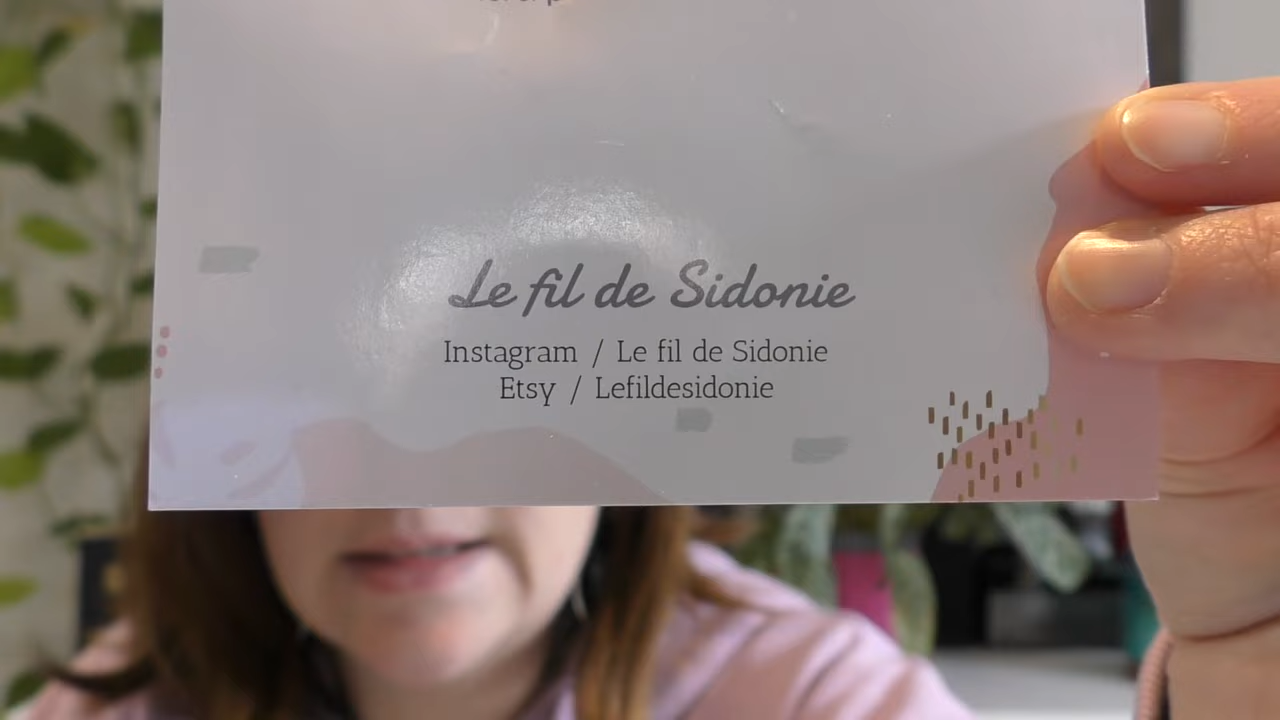 Le fil de Sidonie
Instagram / Le fil de Sidonie
Etsy / Lefildesidonie